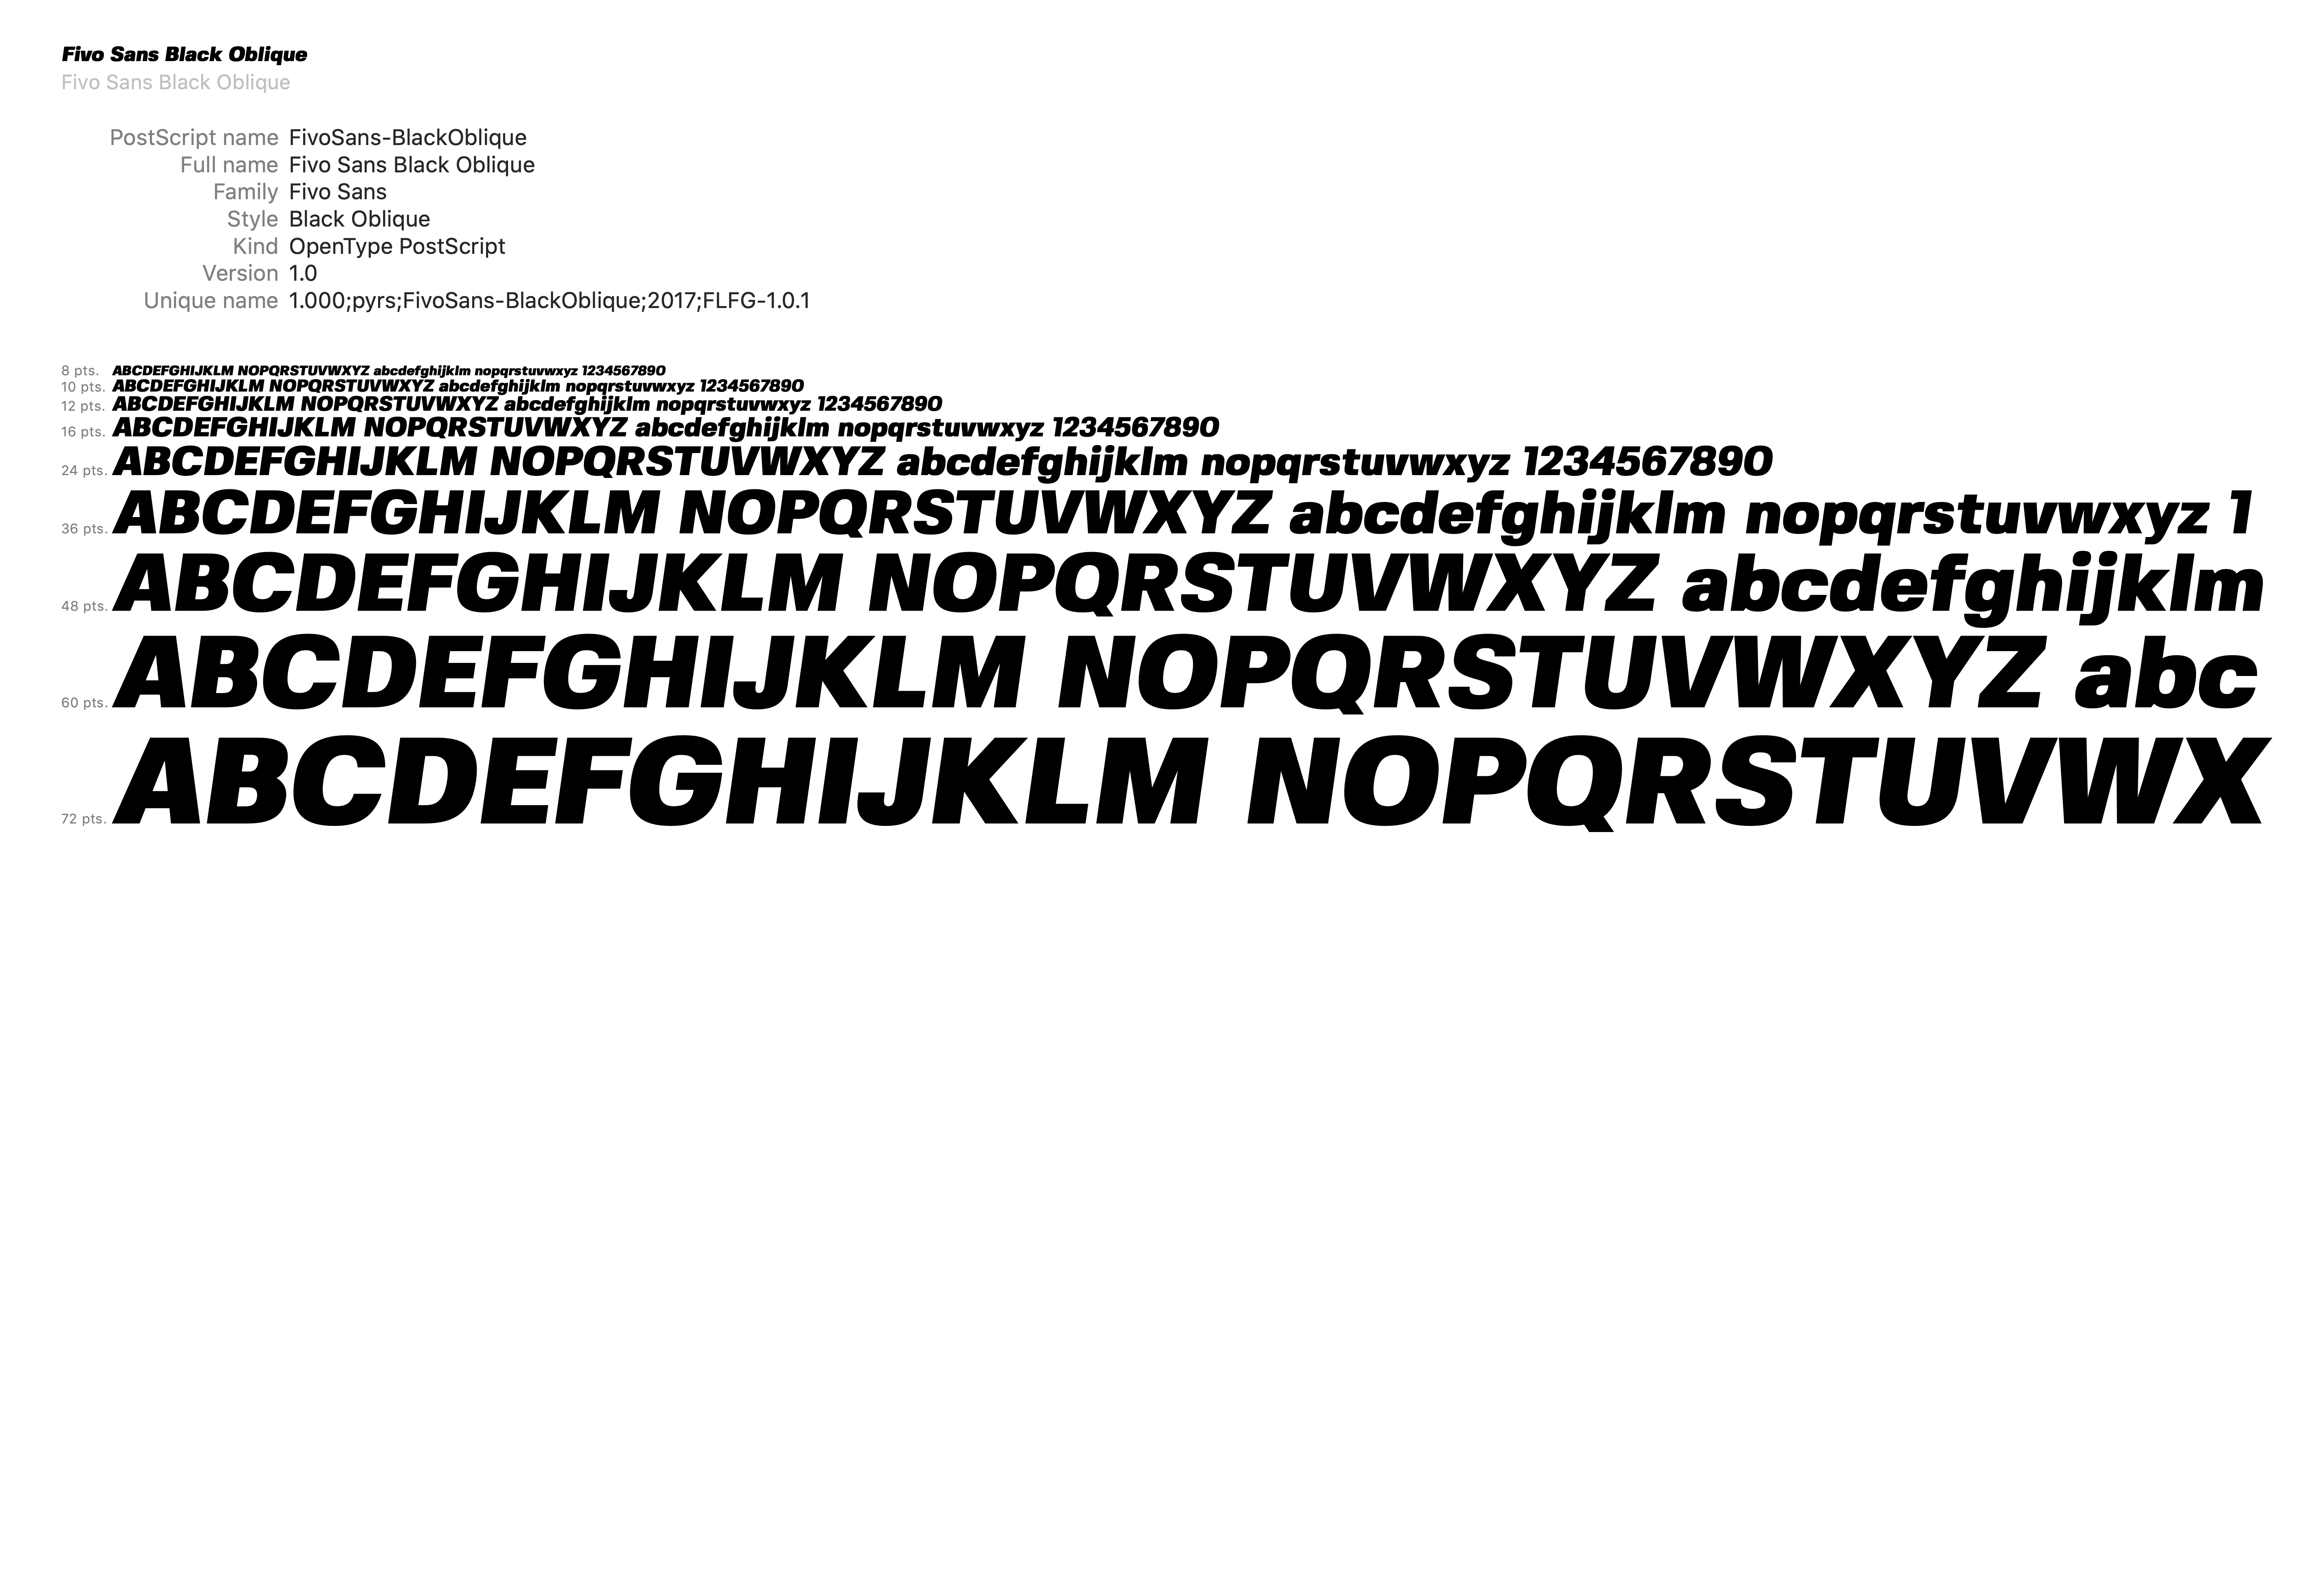 Fivo Sans Black Oblique
Fivo Sans Black Oblique
PostScript name FivoSans-BlackOblique
Full name Fivo Sans Black Oblique
Family Fivo Sans
Style Black Oblique
Kind OpenType PostScript
Version 1.0
Unique name 1.000;pyrs;FivoSans-BlackOblique;2017;FLFG-1.0.1
8 pts. ABCDEFGHIJKLM NOPQRSTUVWXYZ abcdefghijklm nopqrstuvwxyz 1234567890
10 pts. ABCDEFGHIJKLM NOPQRSTUVWXYZ abcdefghijklm nopqrstuvwxyz 1234567890
12 pts. ABCDEFGHIJKLM NOPQRSTUVWXYZ abcdefghijklm nopqrstuvwxyz 1234567890
16 pts. ABCDEFGHIJKLM NOPQRSTUVWXYZ abcdefghijklm nopqrstuvwxyz 1234567890
24 pts. ABCDEFGHIJKLM NOPQRSTUVWXYZ abcdefghijklm nopqrstuvwxyz 1234567890
36 pts. ABCDEFGHIJKLM NOPQRSTUVWXYZ abcdefghijklm nopqrstuvwxyz 1
48 pts. ABCDEFGHIJKLM NOPQRSTUVWXYZ abcdefghijklm
60 pts. ABCDEFGHIJKLM NOPQRSTUVWXYZ abc
72 pts. ABCDEFGHIJKLM NOPQRSTUVWX